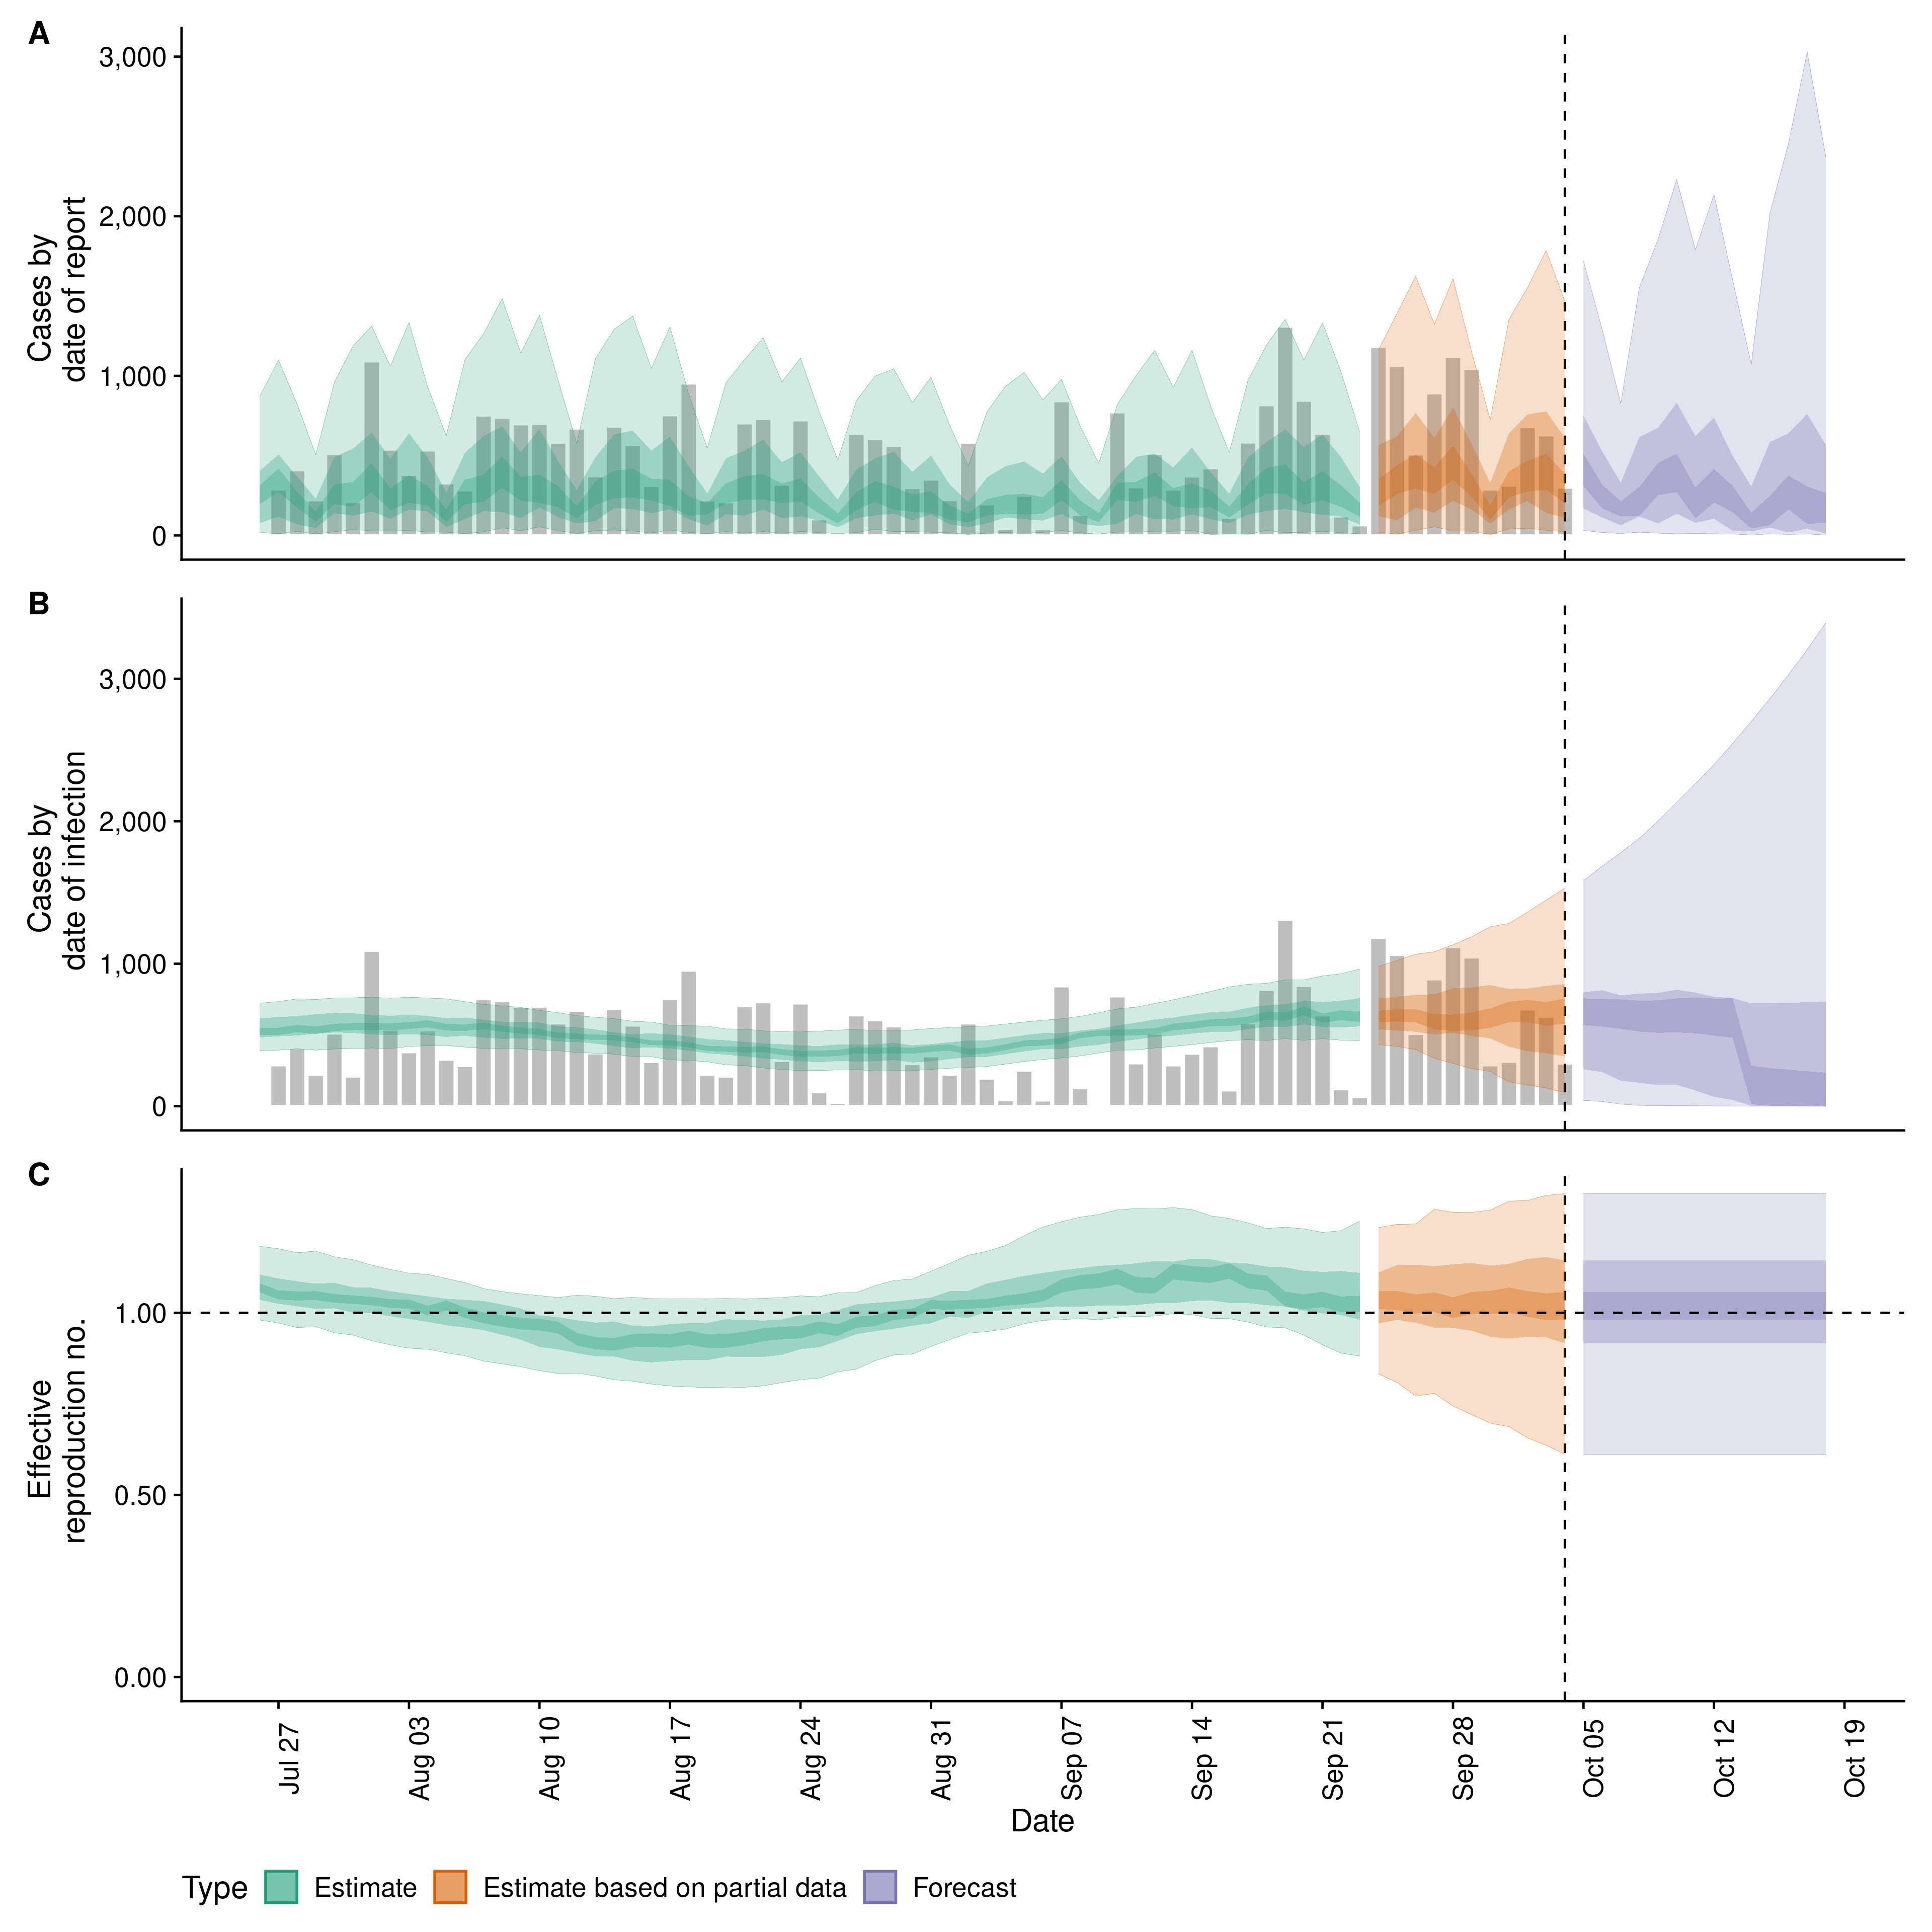 A
3,000
2,000
1,000
0
Cases by
date of report
B
3,000
2,000
1,000
0
Cases by
date of infection
C
1.00
0.50
0.00
Effective
reproduction no.
Jul 27
Aug 03
Aug 10
Aug 17
Aug 24
Aug 31
Sep 07
Sep 14
Sep 21
Sep 28
Oct 05
Oct 12
Oct 19
Date
Type Estimate Estimate based on partial data Forecast